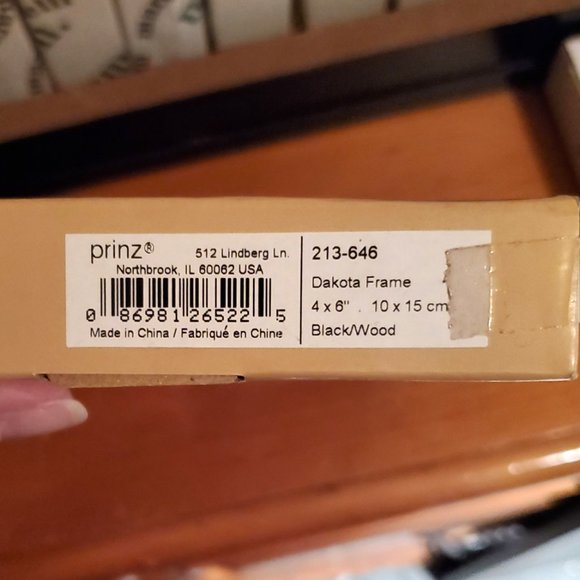 prinz®
512 Lindberg Ln.
Northbrook, IL 60062 USA
0 86981 26522 5
Made in China / Fabriqué en Chine
213-646
Dakota Frame
4 x 6" . 10 x 15 cm
Black/Wood